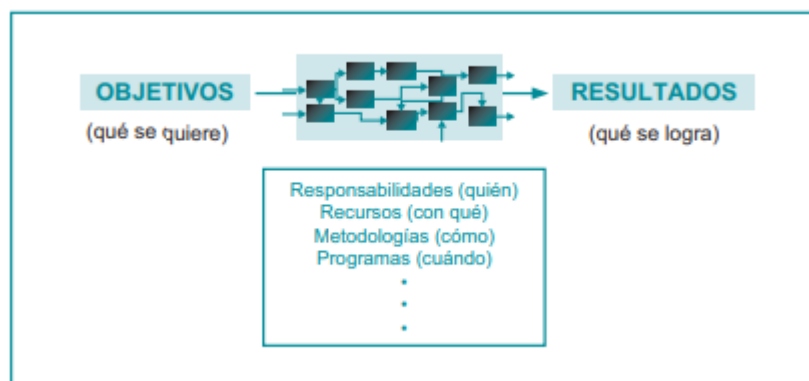 OBJETIVOS
RESULTADOS
(qué se quiere)
(qué se logra)
Responsabilidades (quién)
Recursos (con qué)
Metodologías (cómo)
Programas (cuándo)
.
.
.